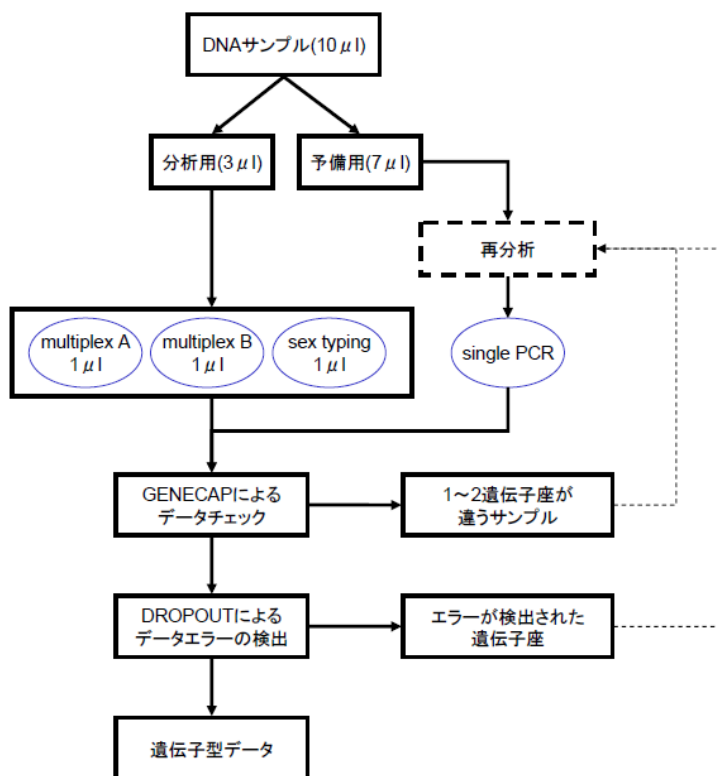 DNAサンプル(10μl)
分析用(3μl)
予備用(7μl)
再分析
multiplex A
1μl
multiplex B
1μl
sex typing
1μl
single PCR
GENECAPによる
データチェック
1～2遺伝子座が
違うサンプル
DROPOUTによる
データエラーの検出
エラーが検出された
遺伝子座
遺伝子型データ